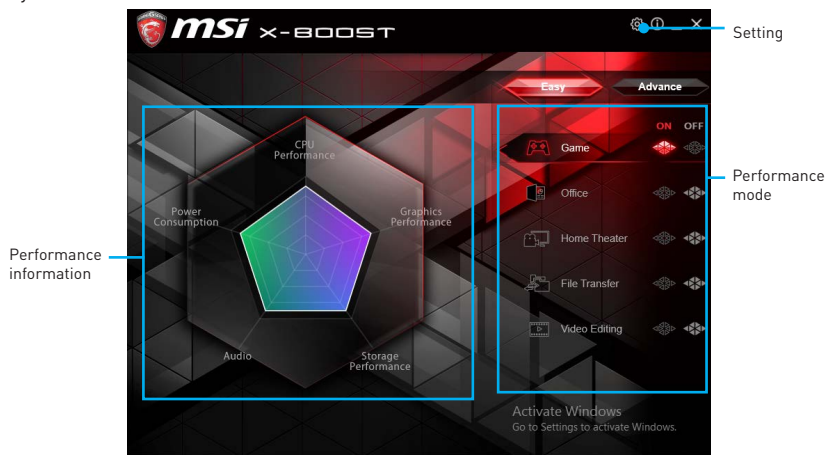 msi X-BOOST
Setting
Easy
Advance
ON OFF
Game
Office
Home Theater
File Transfer
Video Editing
Performance
mode
Performance
information
CPU
Performance
Graphics
Performance
Storage
Performance
Audio
Power
Consumption
Activate Windows
Go to Settings to activate Windows.